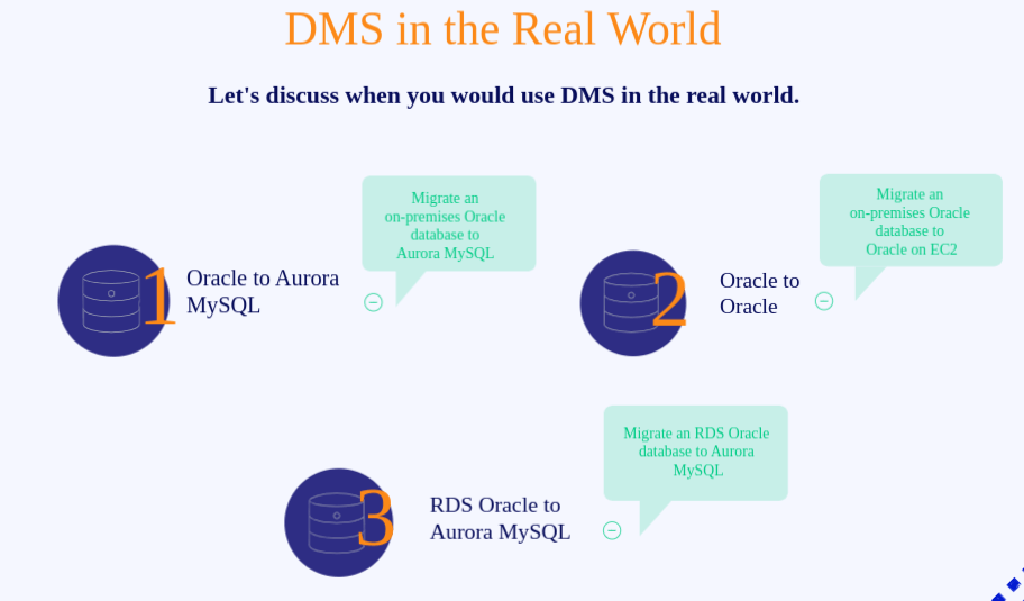 DMS in the Real World
Let's discuss when you would use DMS in the real world.
1
Oracle to Aurora
MySQL
Migrate an
on-premises Oracle
database to
Aurora MySQL
2
Oracle to
Oracle
Migrate an
on-premises Oracle
database to
Oracle on EC2
3
RDS Oracle to
Aurora MySQL
Migrate an RDS Oracle
database to Aurora
MySQL